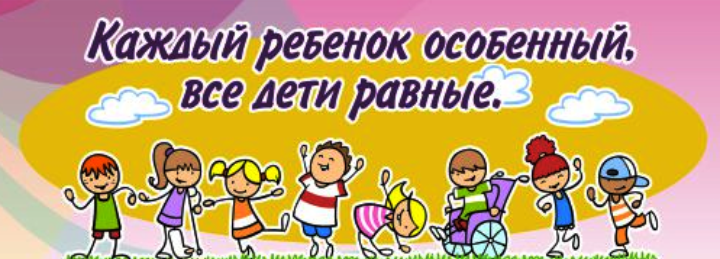 Каждый ребенок особенный,
все дети равные.